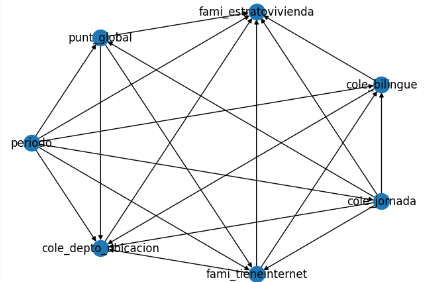 fami_estratovivienda
punt_global
cole_bilingue
periodo
cole_jornada
cole_depto_ubicacion
fami_tieneinternet